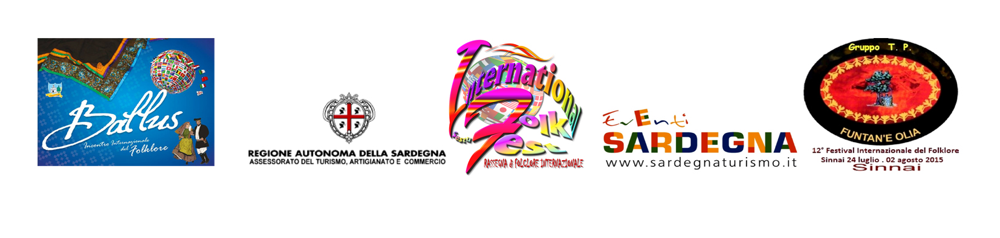 Ballus
Incontro Internazionale
del Folklore
REGIONE AUTONOMA DELLA SARDEGNA
ASSESSORATO DEL TURISMO, ARTIGIANATO E COMMERCIO
International
Folk
Sestu
Fest
RASSEGNA di FOLCLORE INTERNAZIONALE
EvEnti
SARDEGNA
www.sardegnaturismo.it
Gruppo T. P.
FUNTAN'E OLIA
12° Festival Internazionale del Folklore
Sinnai 24 luglio . 02 agosto 2015
Sinnai